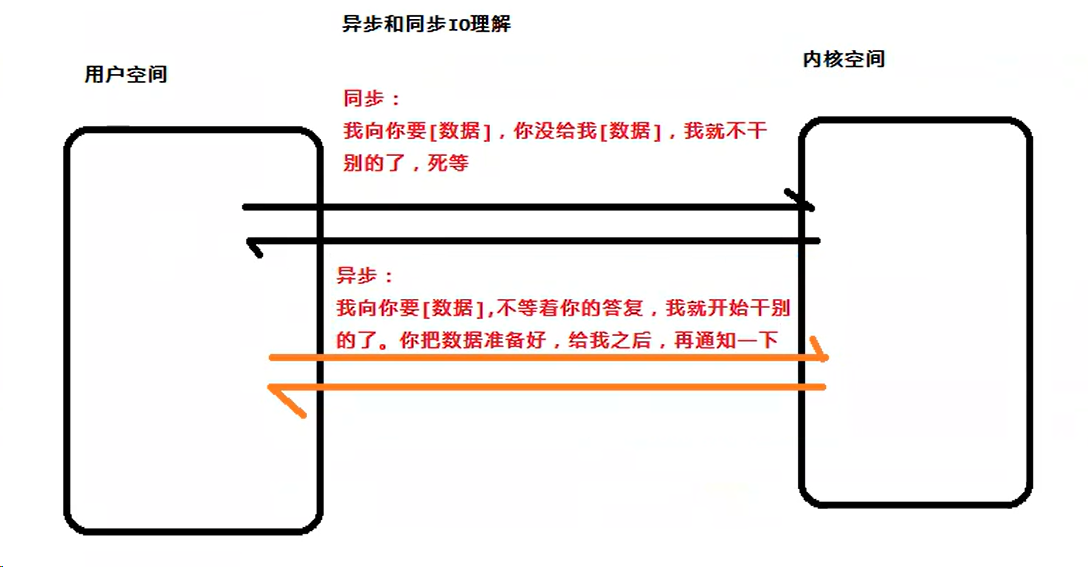 异步和同步IO理解
用户空间
内核空间
同步：
我向你要[数据]，你没给我[数据]，我就不干
别的了，死等
异步：
我向你要[数据],不等着你的答复，我就开始干别
的了。你把数据准备好，给我之后，再通知一下